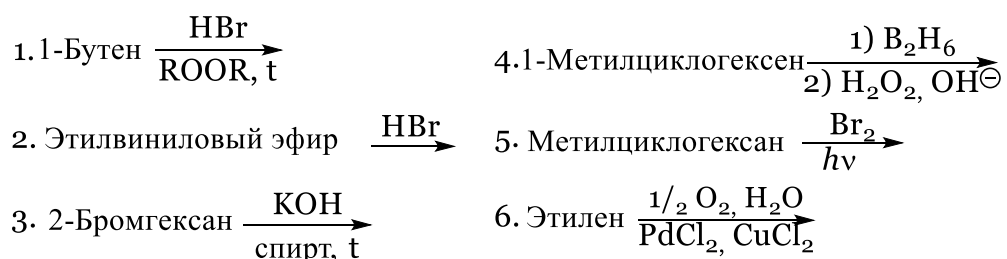 1. 1-Бутен HBr
ROOR, t
2. Этилвиниловый эфир HBr
3. 2-Бромгексан KOH
спирт, t
4. 1-Метилциклогексен 1) B₂H₆
2) H₂O₂, OH⊖
5. Метилциклогексан Br₂
hν
6. Этилен 1/2 O₂, H₂O
PdCl₂, CuCl₂